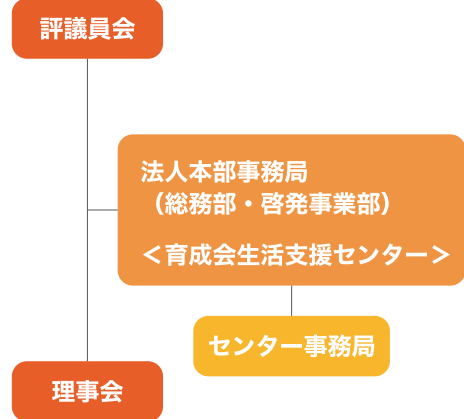 評議員会
法人本部事務局
（総務部・啓発事業部）
＜育成会生活支援センター＞
センター事務局
理事会